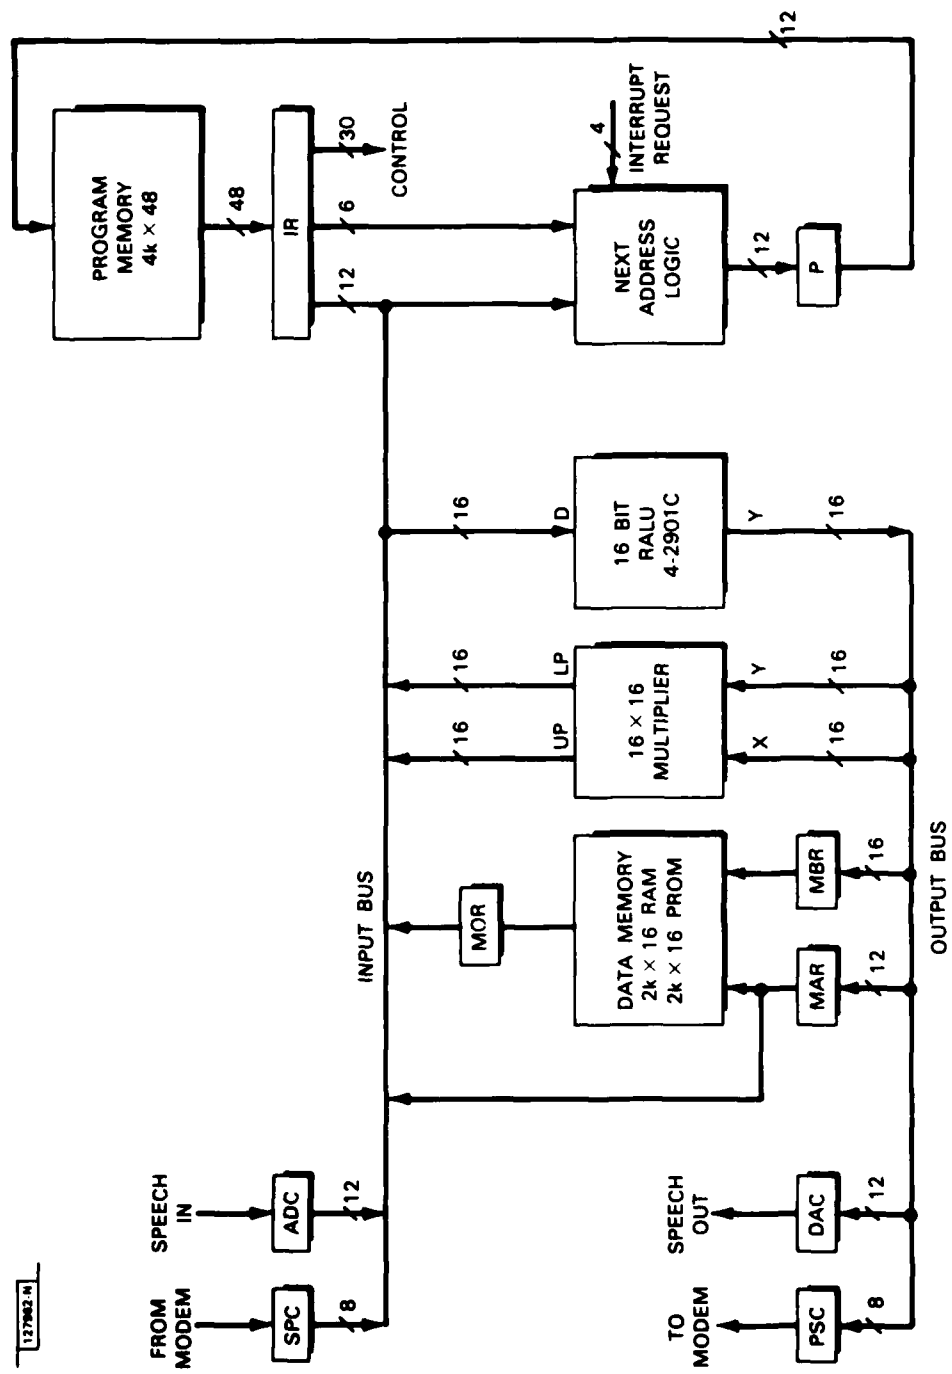 127982-N
FROM
MODEM
SPC
8
SPEECH
IN
ADC
12
INPUT BUS
PROGRAM
MEMORY
4k × 48
48
IR
12
6
30
CONTROL
12
MOR
16
UP
16
LP
16
D
4
INTERRUPT
REQUEST
DATA MEMORY
2k × 16 RAM
2k × 16 PROM
16 × 16
MULTIPLIER
16 BIT
RALU
4-2901C
NEXT
ADDRESS
LOGIC
TO
MODEM
PSC
8
SPEECH
OUT
DAC
12
MAR
12
MBR
16
X
16
Y
16
Y
16
12
P
OUTPUT BUS